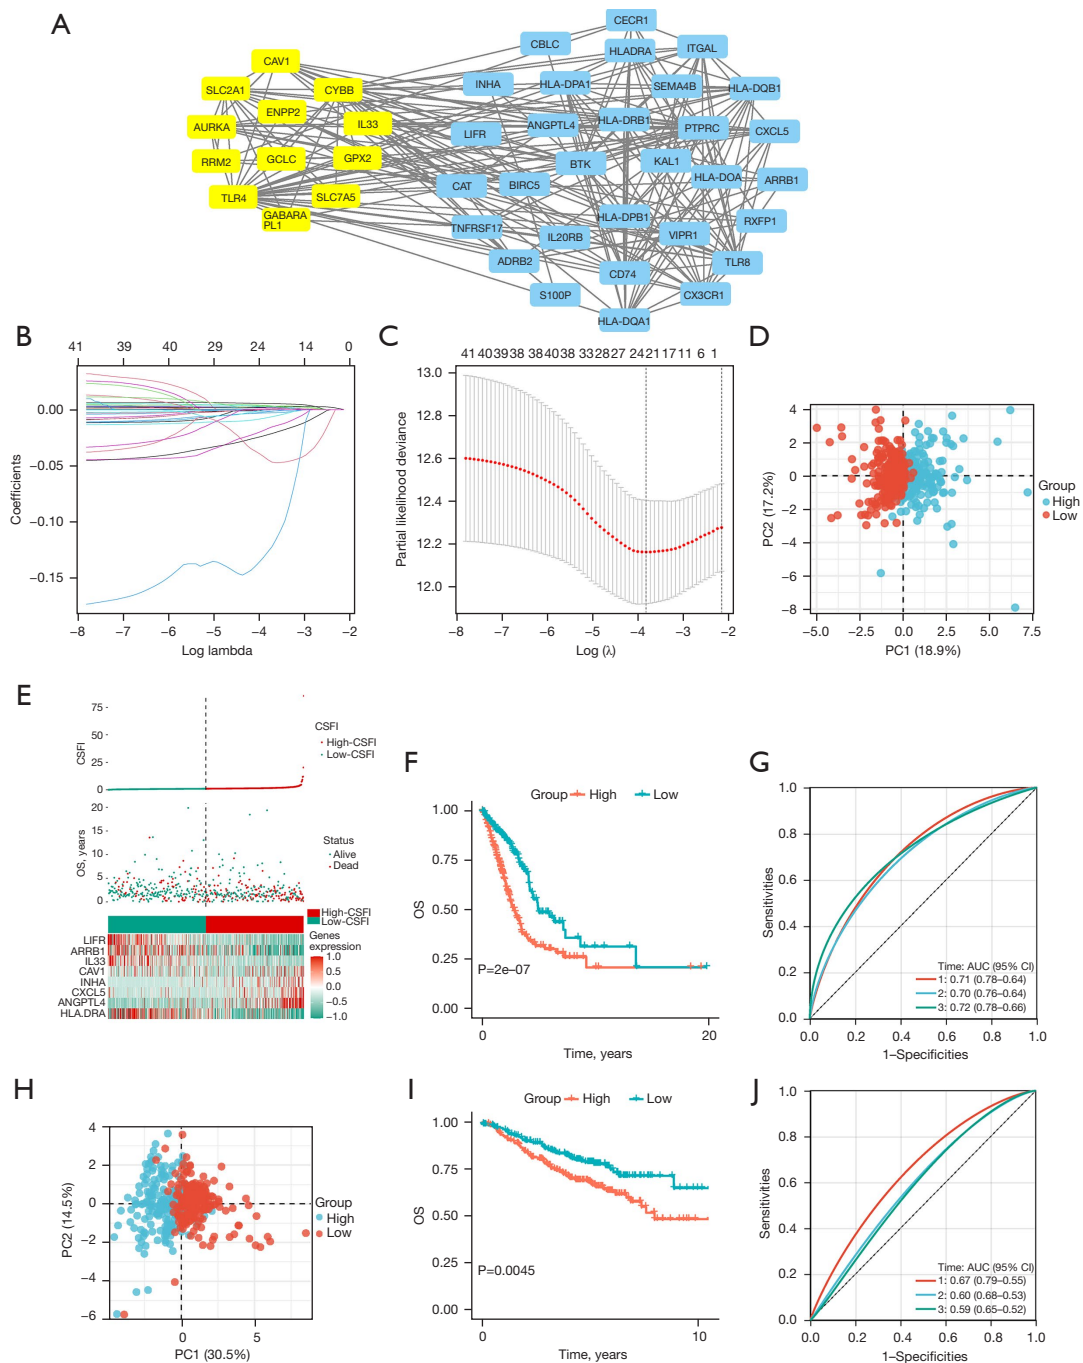 A
CECR1
CBLC
HLADRA
ITGAL
CAV1
SLC2A1
CYBB
INHA
HLA-DPA1
SEMA4B
HLA-DQB1
ENPP2
AURKA
IL33
LIFR
ANGPTL4
HLA-DRB1
PTPRC
CXCL5
RRM2
GCLC
GPX2
BTK
KAL1
HLA-DOA
ARRB1
TLR4
SLC7A5
CAT
BIRC5
GABARA
PL1
TNFRSF17
HLA-DPB1
RXFP1
IL20RB
VIPR1
ADRB2
CD74
TLR8
S100P
CX3CR1
HLA-DQA1
B
41 39 40 32 29 24 14 0
0.00
−0.05
−0.10
−0.15
Coefficients
−8 −7 −6 −5 −4 −3 −2
Log lambda
C
41 40 39 38 38 40 38 33 28 27 24 21 17 11 6 1
13.0
12.8
12.6
12.4
12.2
12.0
Partial likelihood deviance
−8 −7 −6 −5 −4 −3 −2
Log (λ)
D
4
2
0
−2
−4
−6
−8
PC2 (17.2%)
−5.0 −2.5 0.0 2.5 5.0 7.5
PC1 (18.9%)
Group
High
Low
E
75
50
25
0
CSFI
CSFI
High-CSFI
Low-CSFI
20
15
10
5
0
OS, years
Status
Alive
Dead
High-CSFI
Low-CSFI
LIFR
ARRB1
IL33
CAV1
INHA
CXCL5
ANGPTL4
HLA.DRA
Genes
expression
1.0
0.5
0.0
−0.5
−1.0
F
Group High Low
1.00
0.75
0.50
0.25
0.00
OS
P=2e−07
0 20
Time, years
G
1.0
0.8
0.6
0.4
0.2
0.0
Sensitivities
Time: AUC (95% CI)
1: 0.71 (0.78−0.64)
2: 0.70 (0.76−0.64)
3: 0.72 (0.78−0.66)
0.0 0.2 0.4 0.6 0.8 1.0
1−Specificities
H
4
2
0
−2
−4
−6
PC2 (14.5%)
0 5
PC1 (30.5%)
Group
High
Low
I
Group High Low
1.00
0.75
0.50
0.25
0.00
OS
P=0.0045
0 10
Time, years
J
1.0
0.8
0.6
0.4
0.2
0.0
Sensitivities
Time: AUC (95% CI)
1: 0.67 (0.79−0.55)
2: 0.60 (0.68−0.53)
3: 0.59 (0.65−0.52)
0.0 0.2 0.4 0.6 0.8 1.0
1−Specificities